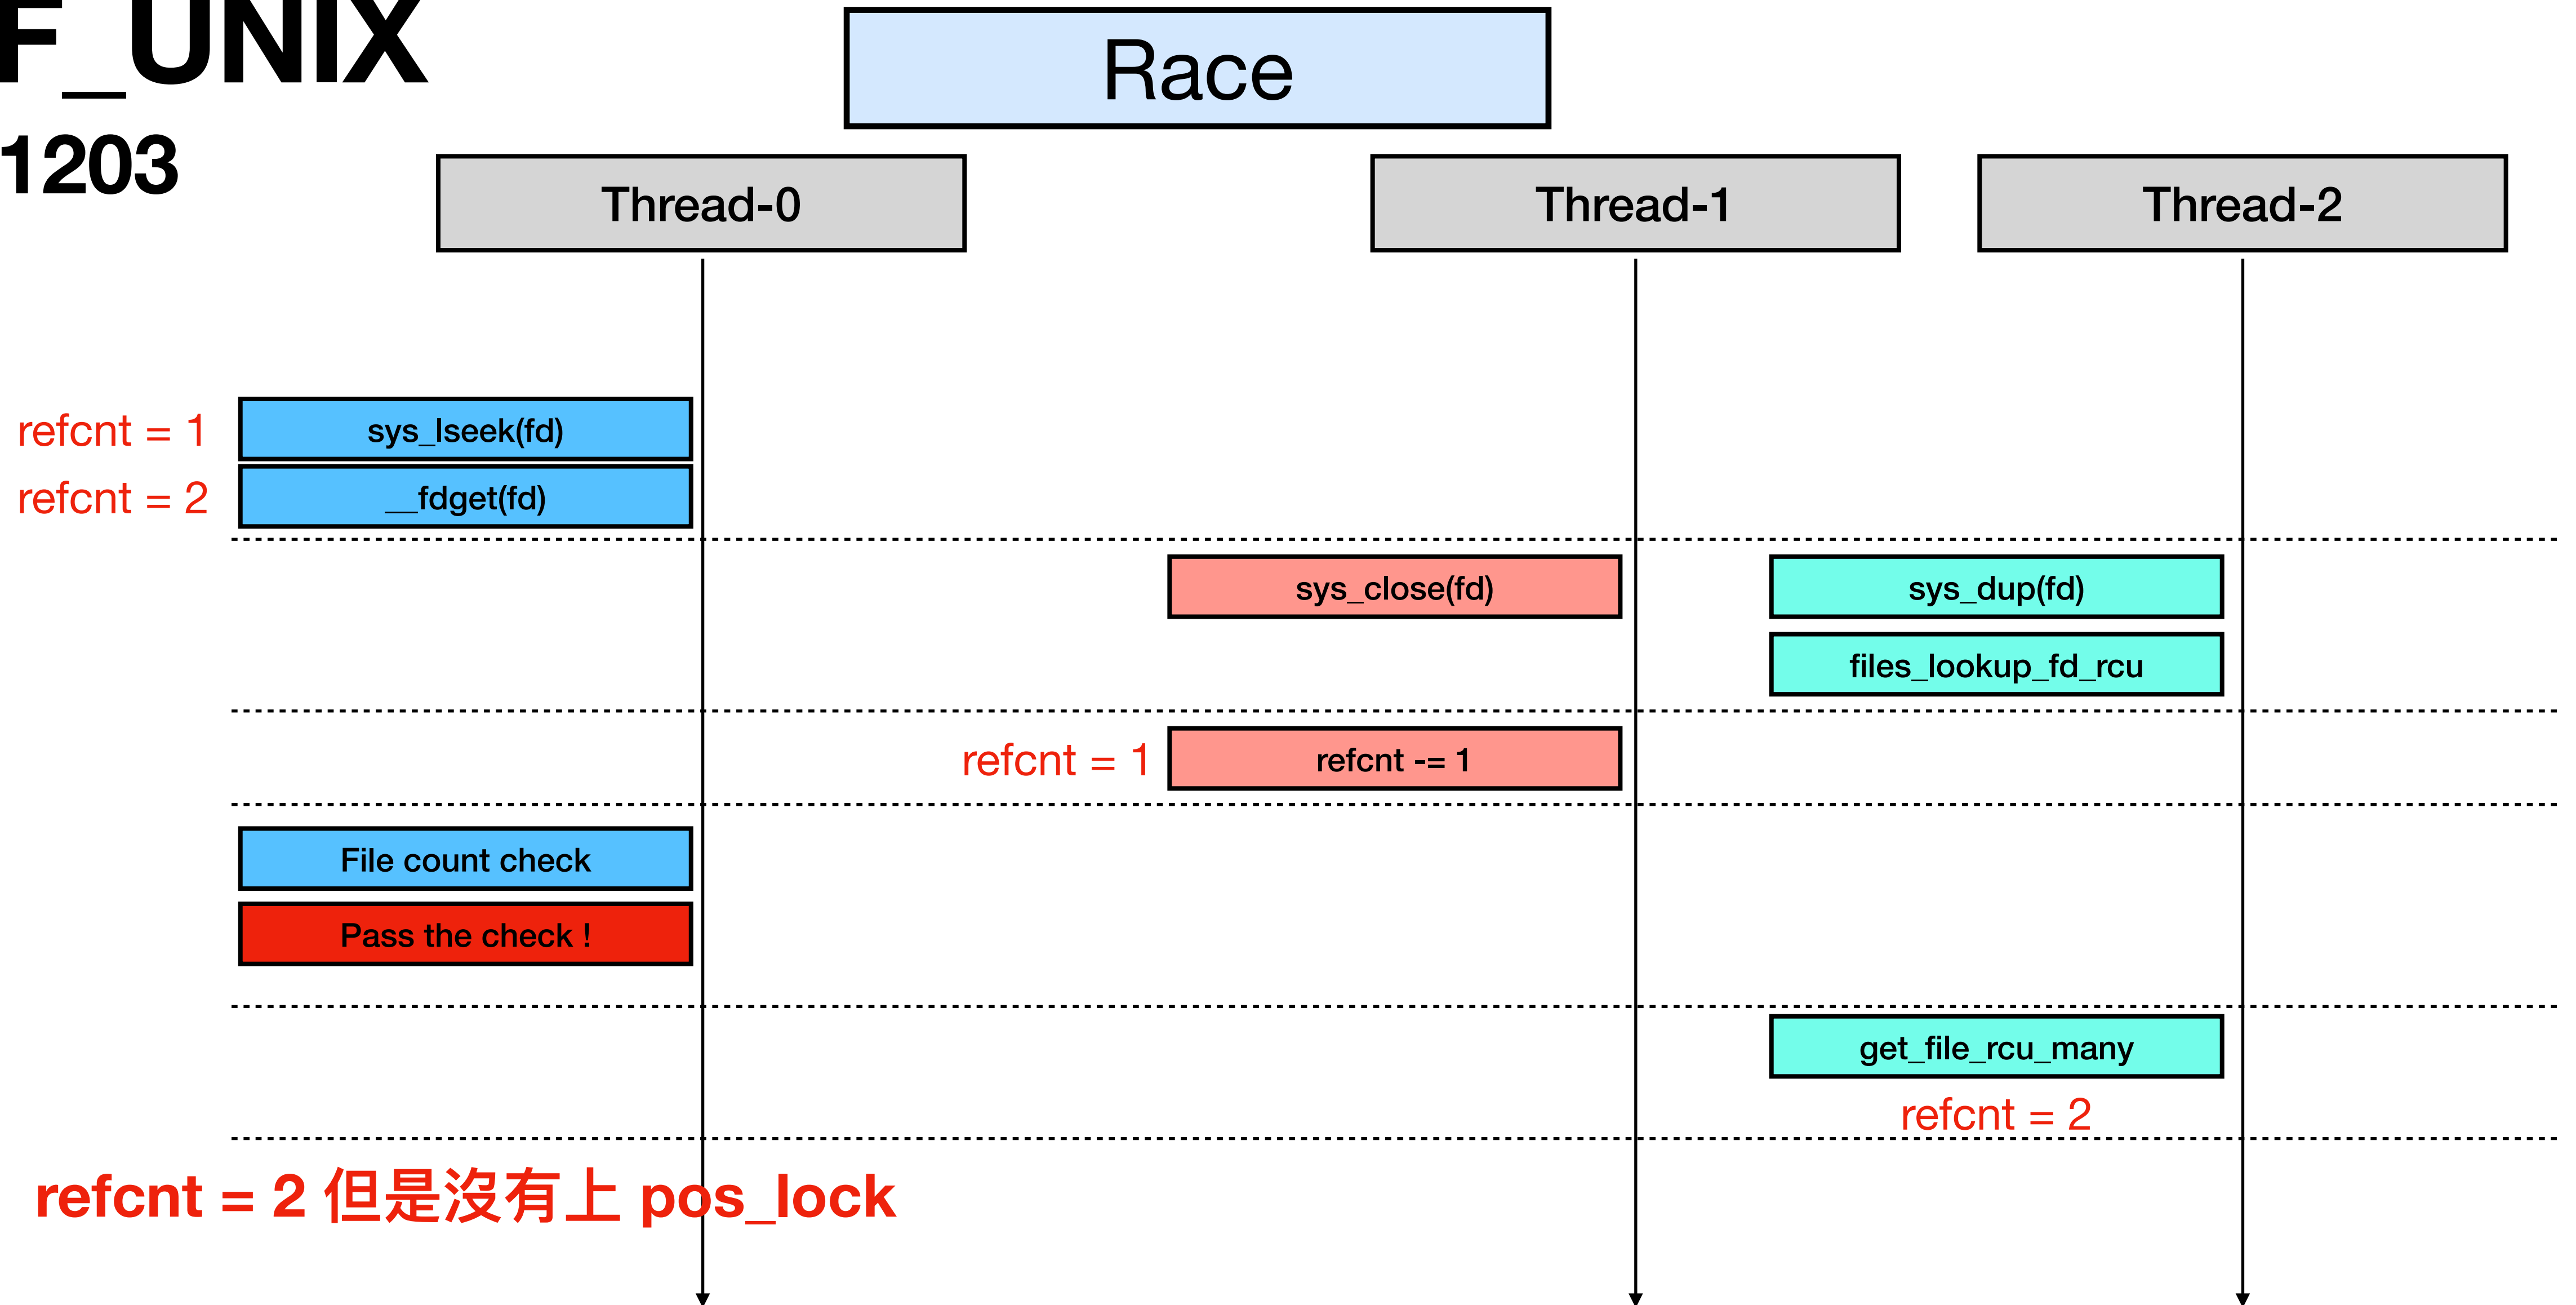 F_UNIX
1203
Race
Thread-0
Thread-1
Thread-2
refcnt = 1
sys_lseek(fd)
refcnt = 2
__fdget(fd)
sys_close(fd)
sys_dup(fd)
files_lookup_fd_rcu
refcnt = 1
refcnt -= 1
File count check
Pass the check !
get_file_rcu_many
refcnt = 2
refcnt = 2 但是沒有上 pos_lock